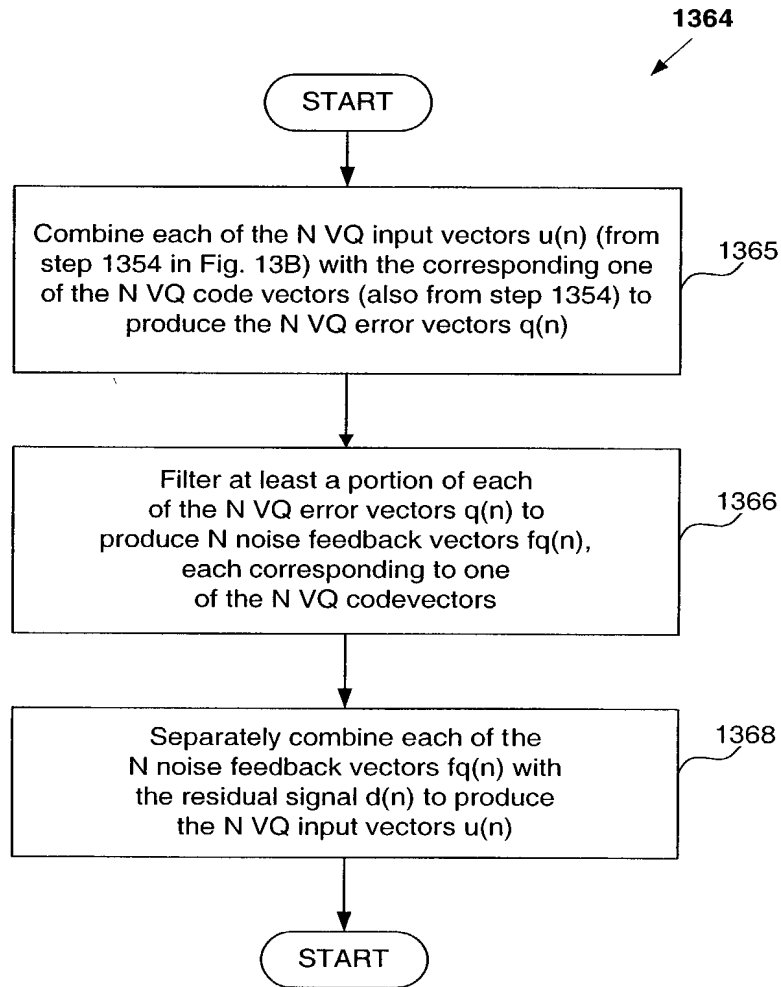 1364
START
Combine each of the N VQ input vectors u(n) (from
step 1354 in Fig. 13B) with the corresponding one
of the N VQ code vectors (also from step 1354) to
produce the N VQ error vectors q(n)
1365
Filter at least a portion of each
of the N VQ error vectors q(n) to
produce N noise feedback vectors fq(n),
each corresponding to one
of the N VQ codevectors
1366
Separately combine each of the
N noise feedback vectors fq(n) with
the residual signal d(n) to produce
the N VQ input vectors u(n)
1368
START